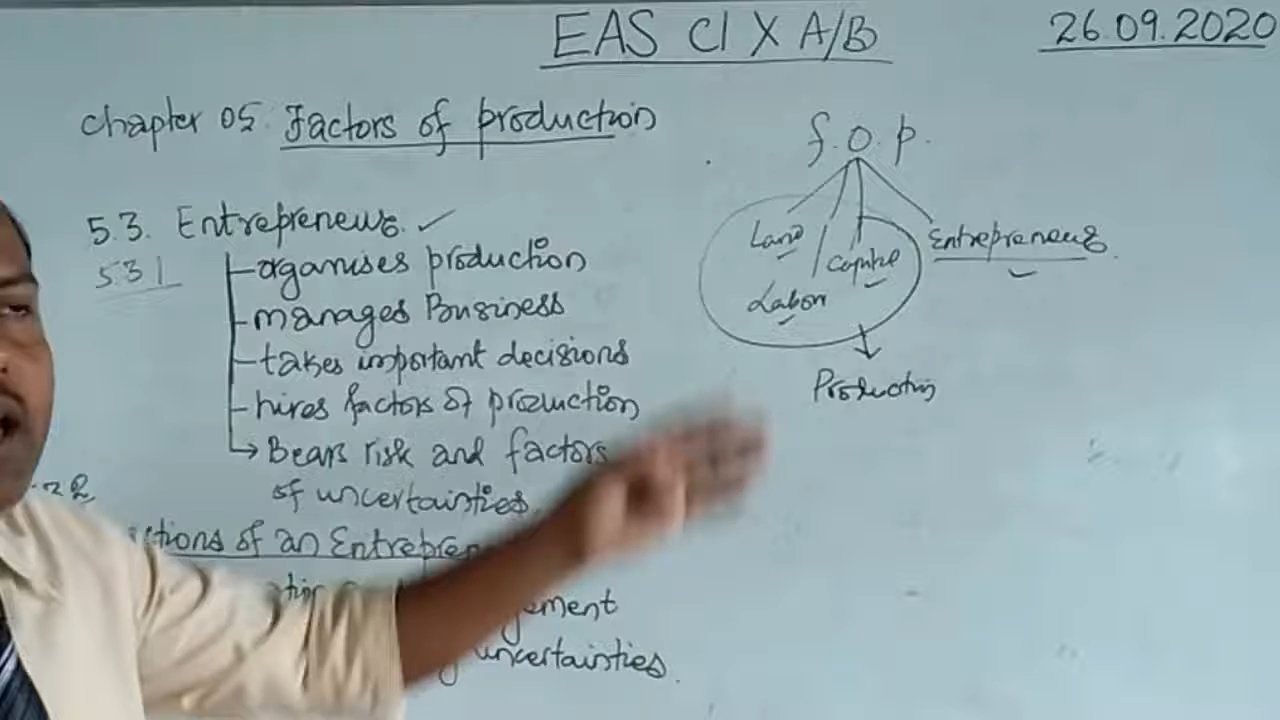 EAS Cl X A/B
26.09.2020
Chapter 05: Factors of production
5.3. Entrepreneurs.
5.3.1
organises production
manages Business
takes important decisions
hires factors of production
Bears risk and factors
of uncertainties.
ctions of an Entrepren
gement
uncertainties.
f.o.p.
Land
Capital
Labour
Entrepreneurs.
Production